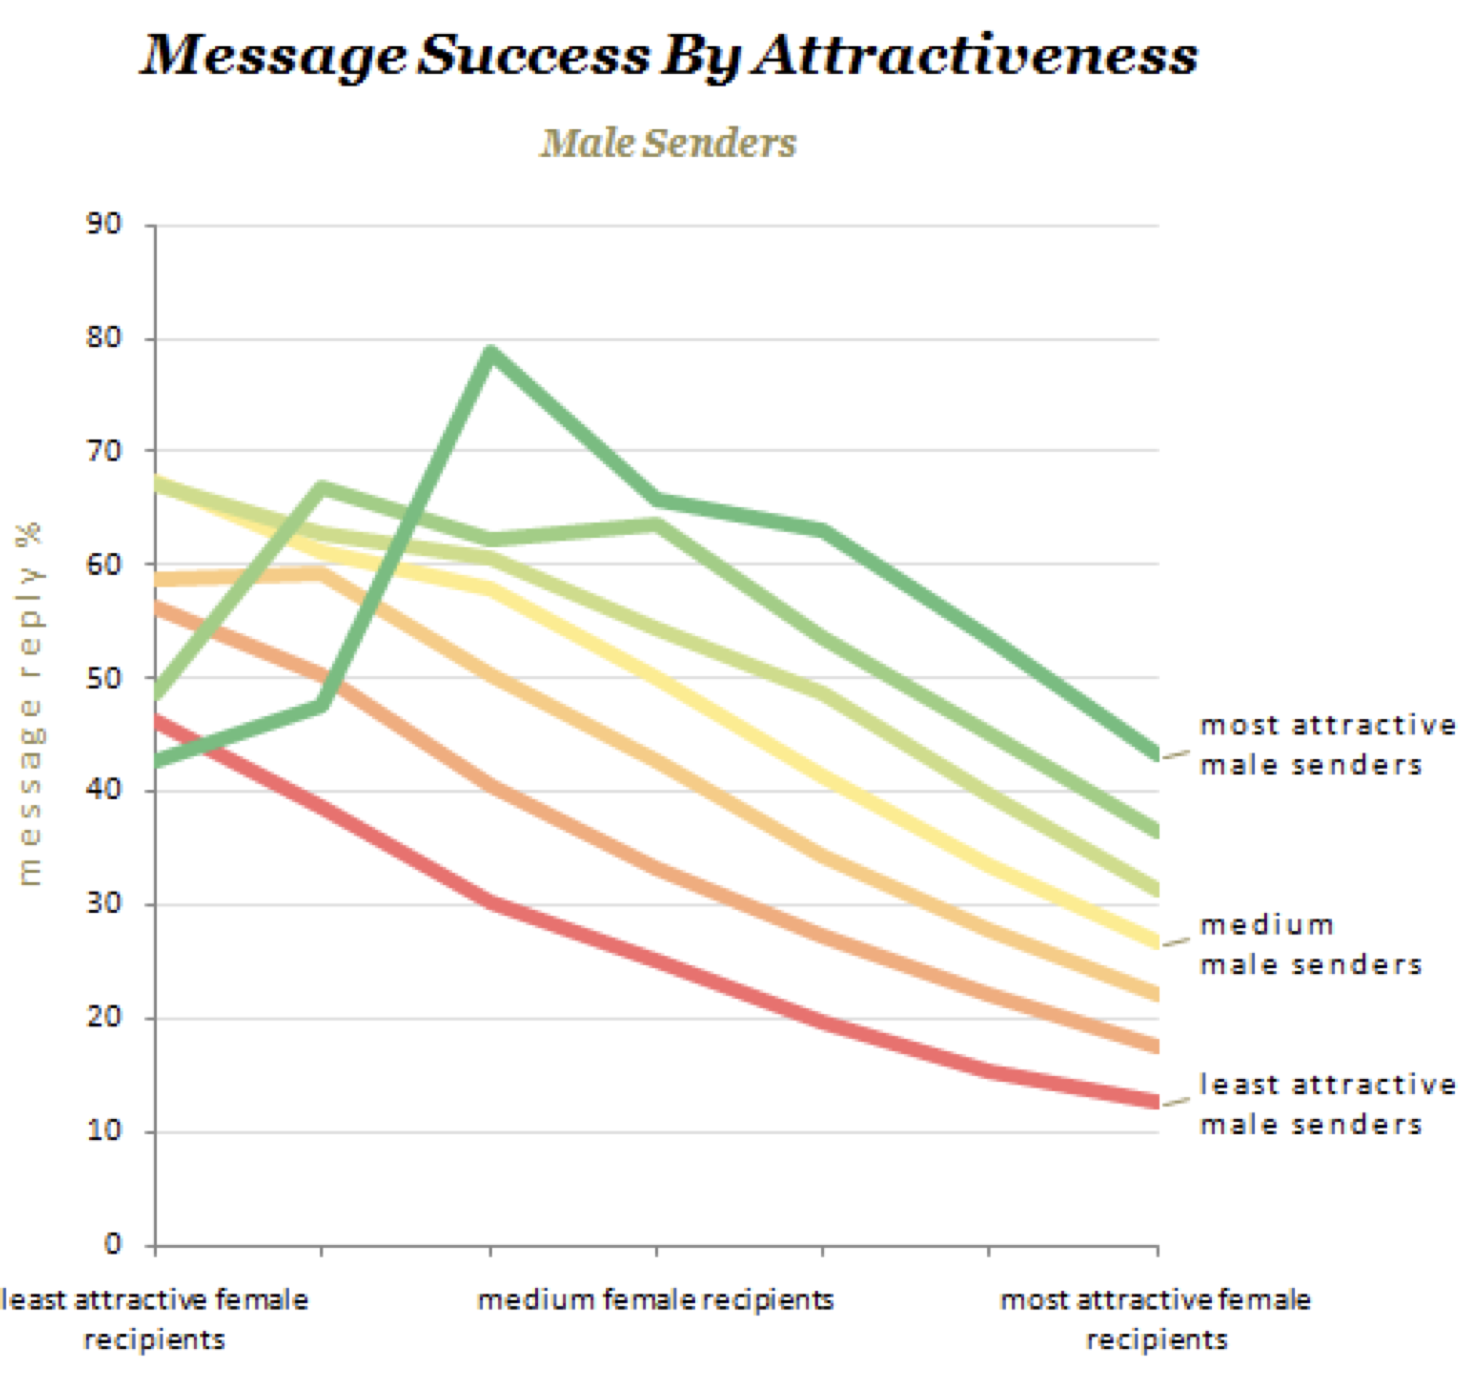 Message Success By Attractiveness
Male Senders
90
80
70
60
50
40
30
20
10
0
message reply %
most attractive
male senders
medium
male senders
least attractive
male senders
least attractive female
recipients
medium female recipients
most attractive female
recipients